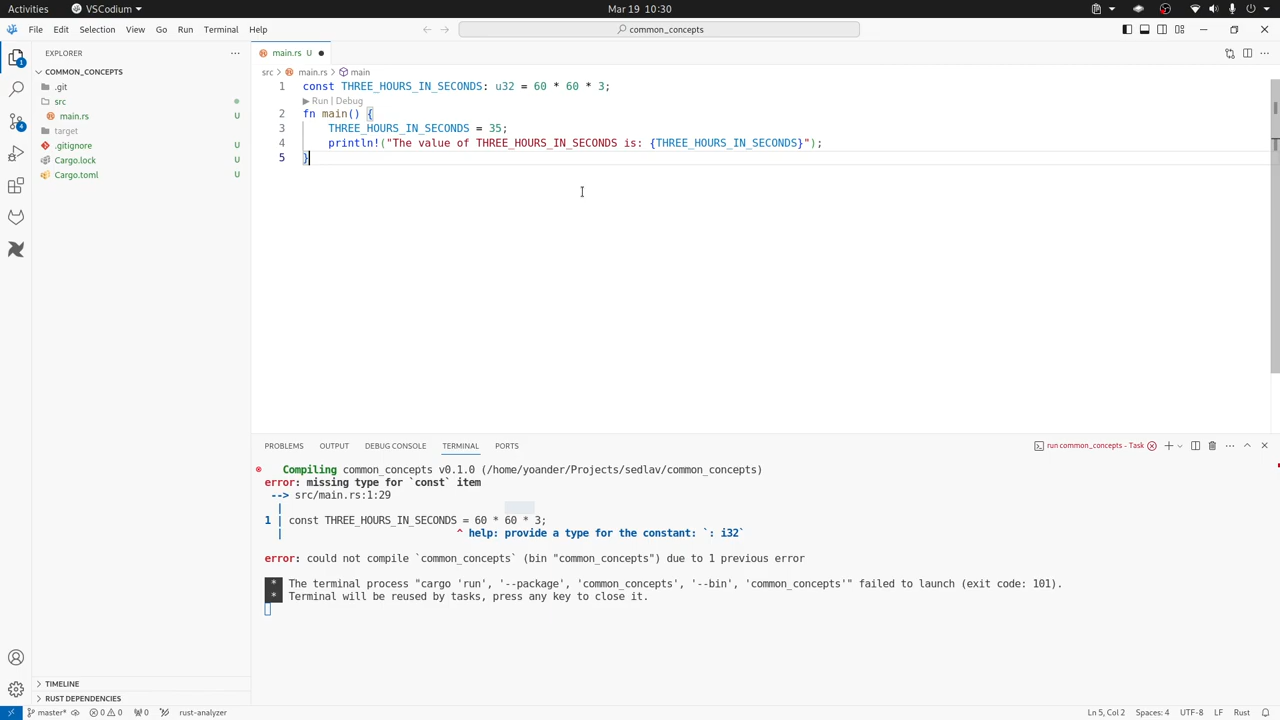 Activities VSCodium Mar 19 10:30
File Edit Selection View Go Run Terminal Help common_concepts
EXPLORER
COMMON_CONCEPTS
.git
src
main.rs U
target
.gitignore U
Cargo.lock U
Cargo.toml U
TIMELINE
RUST DEPENDENCIES
main.rs U
src main.rs main
1 const THREE_HOURS_IN_SECONDS: u32 = 60 * 60 * 3;
Run | Debug
2 fn main() {
3 THREE_HOURS_IN_SECONDS = 35;
4 println!("The value of THREE_HOURS_IN_SECONDS is: {THREE_HOURS_IN_SECONDS}");
5 }
PROBLEMS OUTPUT DEBUG CONSOLE TERMINAL PORTS run common_concepts - Task
Compiling common_concepts v0.1.0 (/home/yoander/Projects/sedlav/common_concepts)
error: missing type for `const` item
--> src/main.rs:1:29
|
1 | const THREE_HOURS_IN_SECONDS = 60 * 60 * 3;
| ^ help: provide a type for the constant: `: i32`
error: could not compile `common_concepts` (bin "common_concepts") due to 1 previous error
* The terminal process "cargo 'run', '--package', 'common_concepts', '--bin', 'common_concepts'" failed to launch (exit code: 101).
* Terminal will be reused by tasks, press any key to close it.
1
4
master* 0 0 0 rust-analyzer Ln 5, Col 2 Spaces: 4 UTF-8 LF Rust